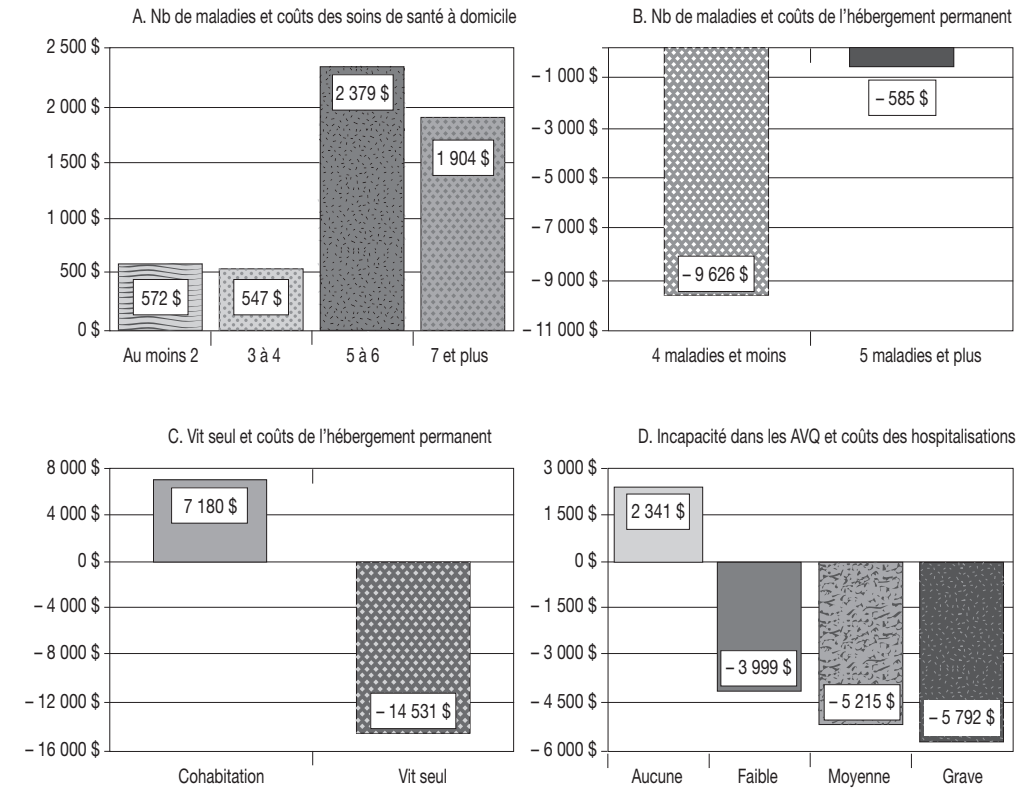 A. Nb de maladies et coûts des soins de santé à domicile
2 500 $
2 000 $
1 500 $
1 000 $
500 $
0 $
572 $
547 $
2 379 $
1 904 $
Au moins 2
3 à 4
5 à 6
7 et plus
B. Nb de maladies et coûts de l’hébergement permanent
– 1 000 $
– 3 000 $
– 5 000 $
– 7 000 $
– 9 000 $
– 11 000 $
– 9 626 $
– 585 $
4 maladies et moins
5 maladies et plus
C. Vit seul et coûts de l’hébergement permanent
8 000 $
4 000 $
0 $
– 4 000 $
– 8 000 $
– 12 000 $
– 16 000 $
7 180 $
– 14 531 $
Cohabitation
Vit seul
D. Incapacité dans les AVQ et coûts des hospitalisations
3 000 $
1 500 $
0 $
– 1 500 $
– 3 000 $
– 4 500 $
– 6 000 $
2 341 $
– 3 999 $
– 5 215 $
– 5 792 $
Aucune
Faible
Moyenne
Grave